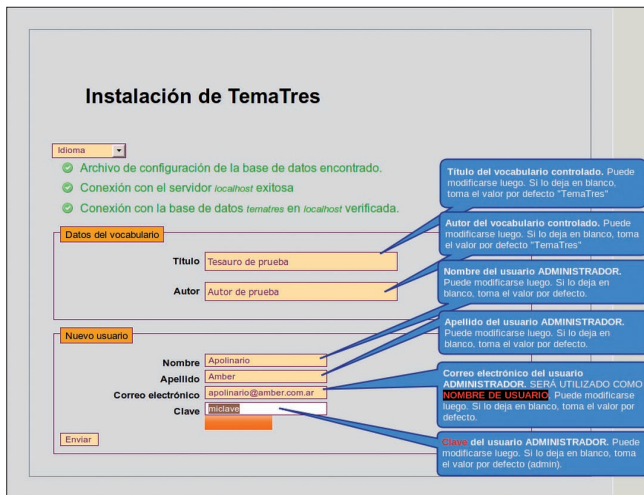 Instalación de TemaTres
Idioma
Archivo de configuración de la base de datos encontrado.
Conexión con el servidor localhost exitosa
Conexión con la base de datos tematres en localhost verificada.
Datos del vocabulario
Título
Tesauro de prueba
Autor
Autor de prueba
Nuevo usuario
Nombre
Apolinario
Apellido
Amber
Correo electrónico
apolinario@amber.com.ar
Clave
miclave
Enviar
Título del vocabulario controlado. Puede
modificarse luego. Si lo deja en blanco,
toma el valor por defecto "TemaTres"
Autor del vocabulario controlado. Puede
modificarse luego. Si lo deja en blanco, toma
el valor por defecto "TemaTres"
Nombre del usuario ADMINISTRADOR.
Puede modificarse luego. Si lo deja en
blanco, toma el valor por defecto.
Apellido del usuario ADMINISTRADOR.
Puede modificarse luego. Si lo deja en
blanco, toma el valor por defecto.
Correo electrónico del usuario
ADMINISTRADOR. SERÁ UTILIZADO COMO
NOMBRE DE USUARIO. Puede modificarse
luego. Si lo deja en blanco, toma el valor por
defecto.
Clave del usuario ADMINISTRADOR. Puede
modificarse luego. Si lo deja en blanco, toma
el valor por defecto (admin).